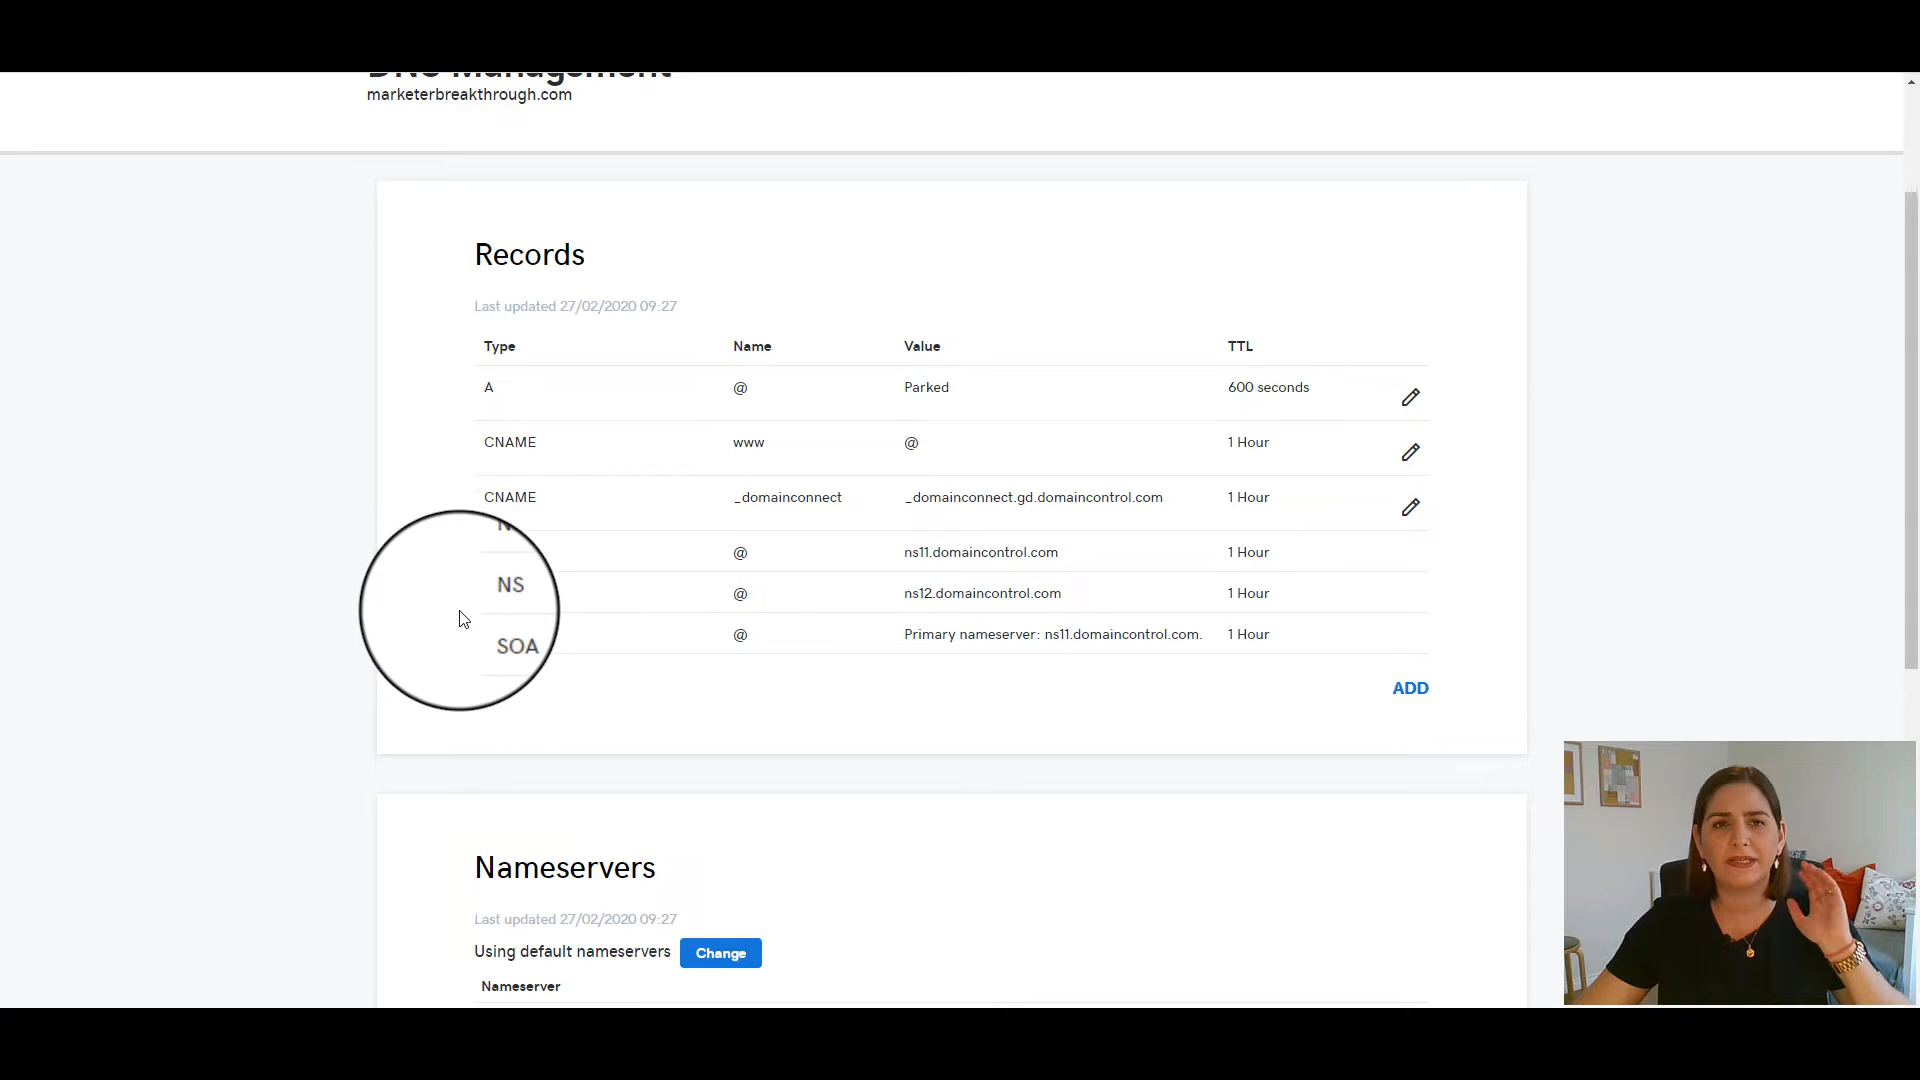 DNS Management
marketerbreakthrough.com
Records
Last updated 27/02/2020 09:27
Type Name Value TTL
A @ Parked 600 seconds
CNAME www @ 1 Hour
CNAME _domainconnect _domainconnect.gd.domaincontrol.com 1 Hour
@ ns11.domaincontrol.com 1 Hour
NS @ ns12.domaincontrol.com 1 Hour
SOA @ Primary nameserver: ns11.domaincontrol.com. 1 Hour
ADD
Nameservers
Last updated 27/02/2020 09:27
Using default nameservers Change
Nameserver